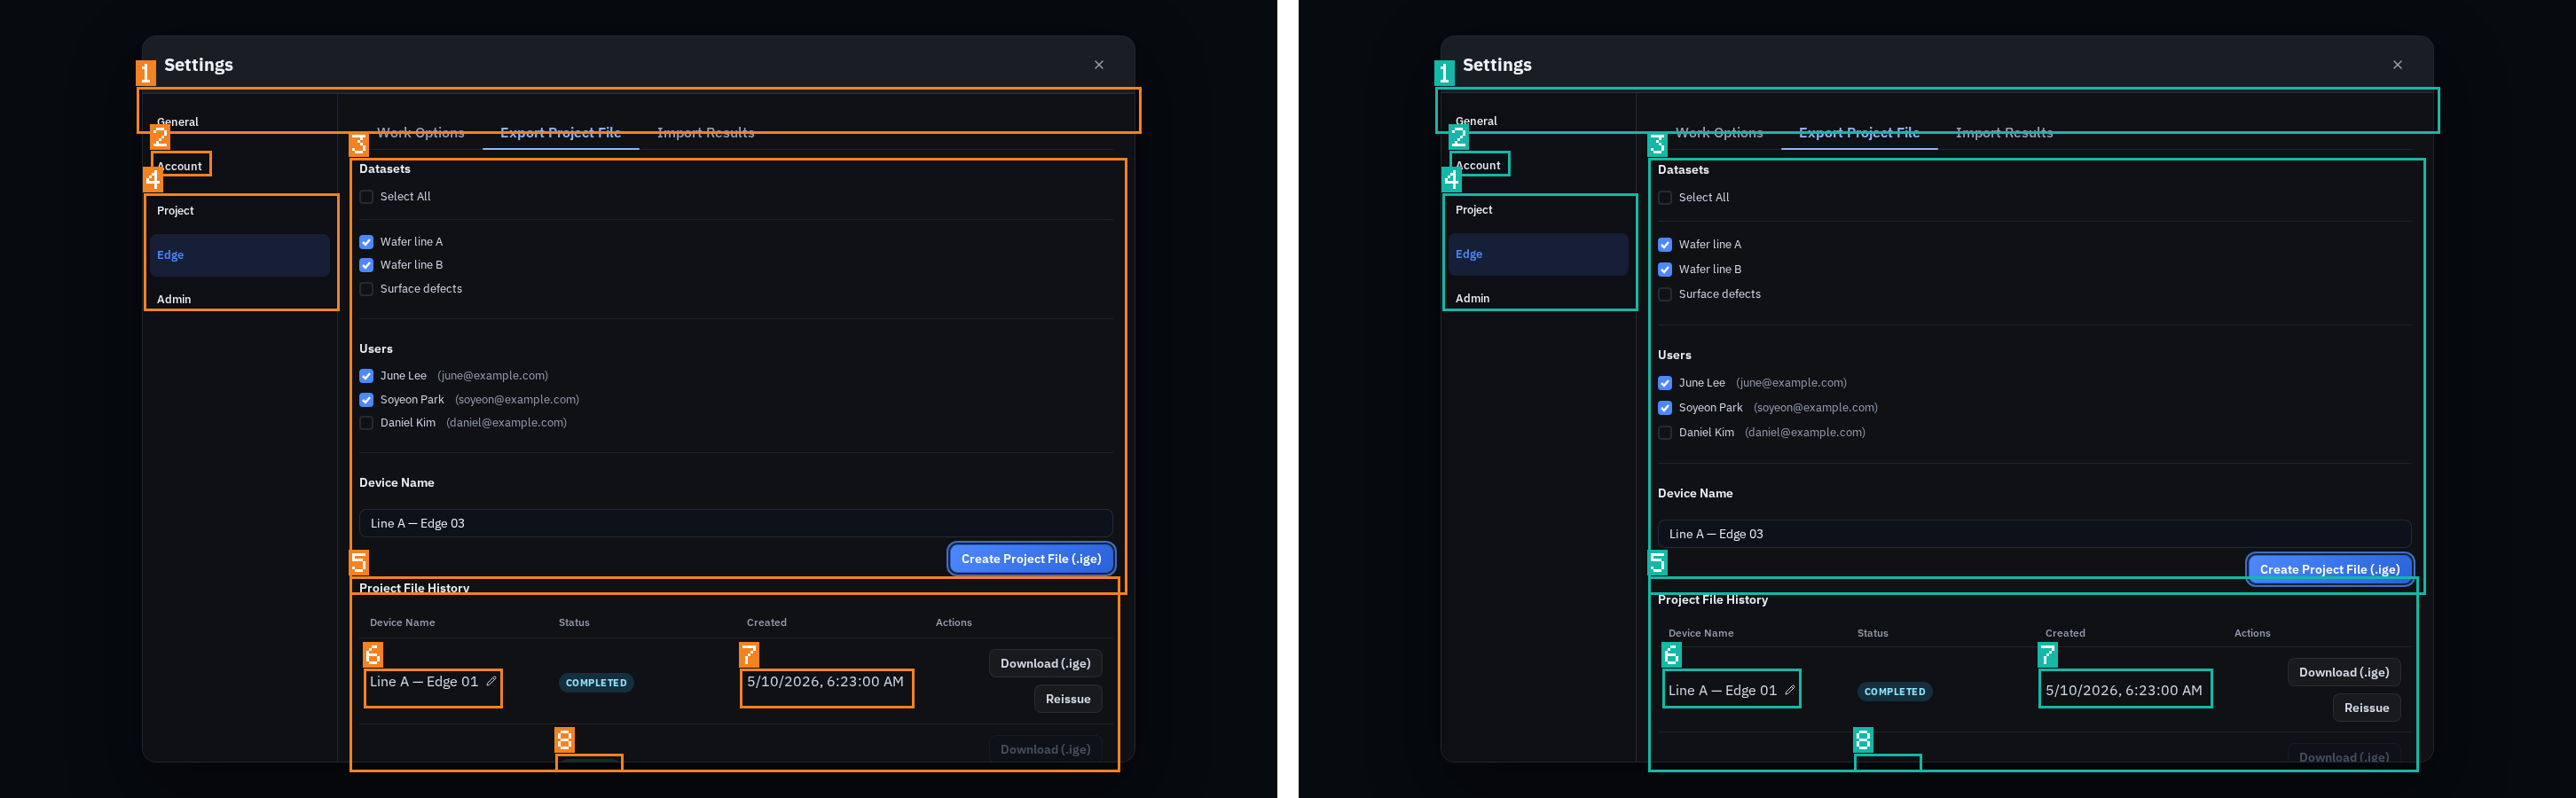 Settings
×
1
General
2
Account
4
Project
Edge
Admin
Work Options
Export Project File
Import Results
3
Datasets
Select All
Wafer line A
Wafer line B
Surface defects
Users
June Lee (june@example.com)
Soyeon Park (soyeon@example.com)
Daniel Kim (daniel@example.com)
Device Name
Line A — Edge 03
Create Project File (.ige)
5
Project File History
Device Name
Status
Created
Actions
6
7
Line A — Edge 01
COMPLETED
5/10/2026, 6:23:00 AM
Download (.ige)
Reissue
8
Download (.ige)
Settings
×
1
General
2
Account
4
Project
Edge
Admin
Work Options
Export Project File
Import Results
3
Datasets
Select All
Wafer line A
Wafer line B
Surface defects
Users
June Lee (june@example.com)
Soyeon Park (soyeon@example.com)
Daniel Kim (daniel@example.com)
Device Name
Line A — Edge 03
Create Project File (.ige)
5
Project File History
Device Name
Status
Created
Actions
6
7
Line A — Edge 01
COMPLETED
5/10/2026, 6:23:00 AM
Download (.ige)
Reissue
8
Download (.ige)